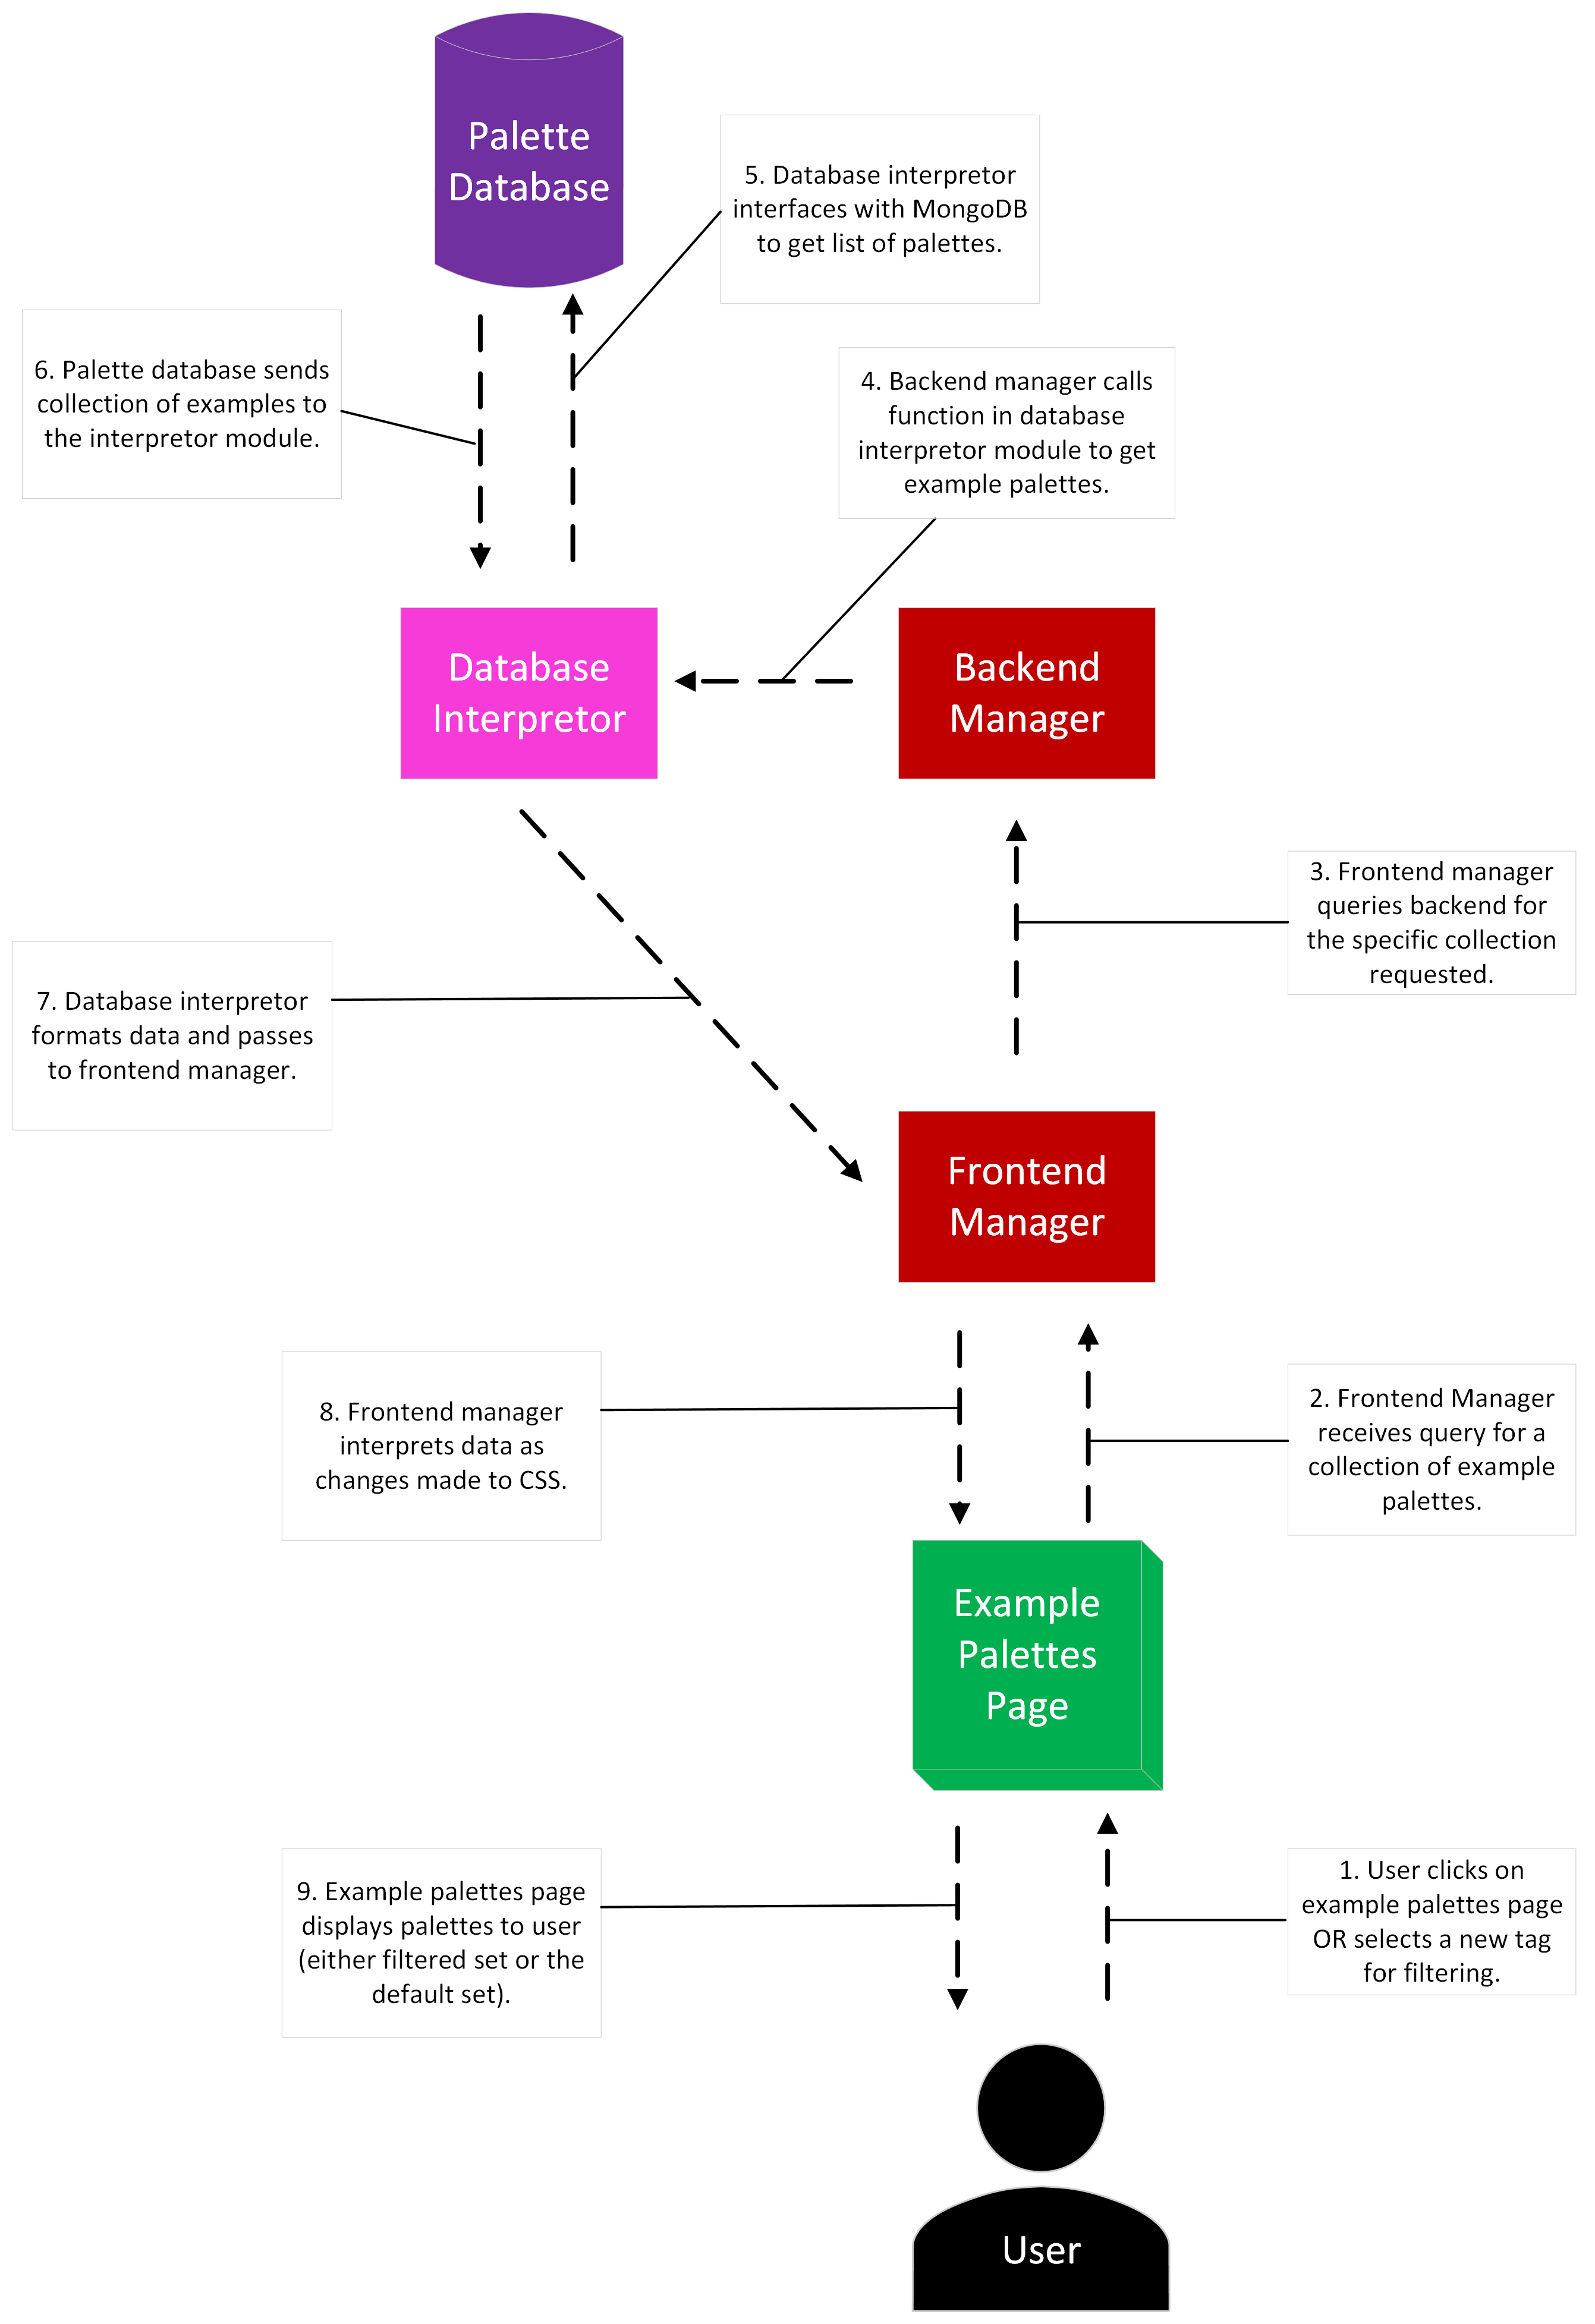 Palette
Database
5. Database interpretor
interfaces with MongoDB
to get list of palettes.
6. Palette database sends
collection of examples to
the interpretor module.
4. Backend manager calls
function in database
interpretor module to get
example palettes.
Database
Interpretor
Backend
Manager
3. Frontend manager
queries backend for
the specific collection
requested.
7. Database interpretor
formats data and passes
to frontend manager.
Frontend
Manager
8. Frontend manager
interprets data as
changes made to CSS.
2. Frontend Manager
receives query for a
collection of example
palettes.
Example
Palettes
Page
9. Example palettes page
displays palettes to user
(either filtered set or the
default set).
1. User clicks on
example palettes page
OR selects a new tag
for filtering.
User